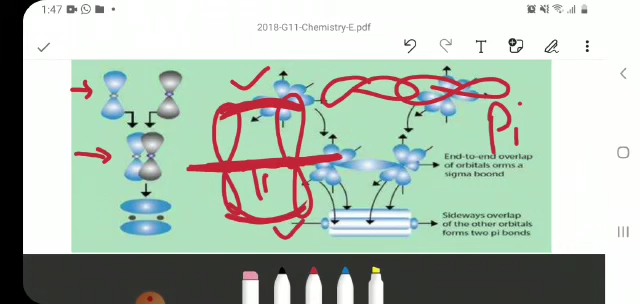 1:47
2018-G11-Chemistry-E.pdf
T
Pi
End-to-end overlap
of orbitals orms a
sigma boond
Sideways overlap
of the other orbitals
forms two pi bonds